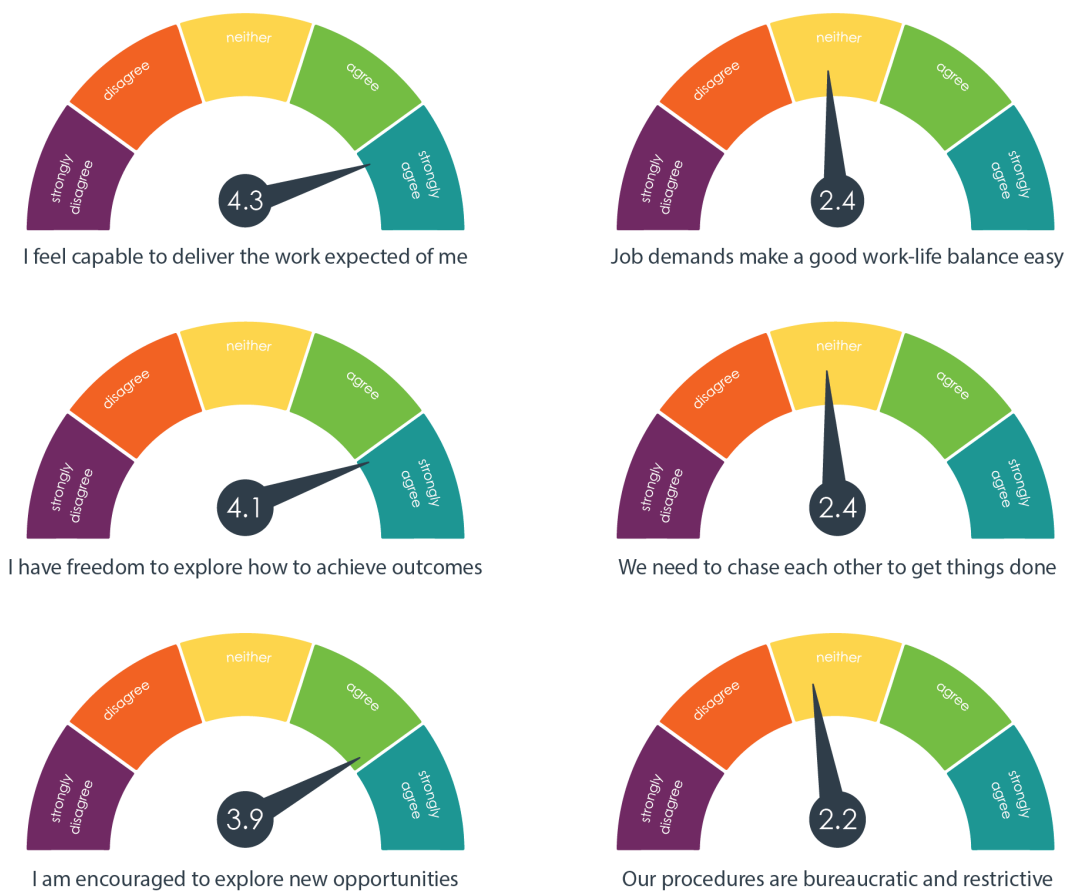 neither
neither
disagree
agree
disagree
agree
strongly
disagree
strongly
agree
strongly
disagree
strongly
agree
4.3
2.4
I feel capable to deliver the work expected of me
Job demands make a good work-life balance easy
neither
neither
disagree
agree
disagree
agree
strongly
disagree
strongly
agree
strongly
disagree
strongly
agree
4.1
2.4
I have freedom to explore how to achieve outcomes
We need to chase each other to get things done
neither
neither
disagree
agree
disagree
agree
strongly
disagree
strongly
agree
strongly
disagree
strongly
agree
3.9
2.2
I am encouraged to explore new opportunities
Our procedures are bureaucratic and restrictive